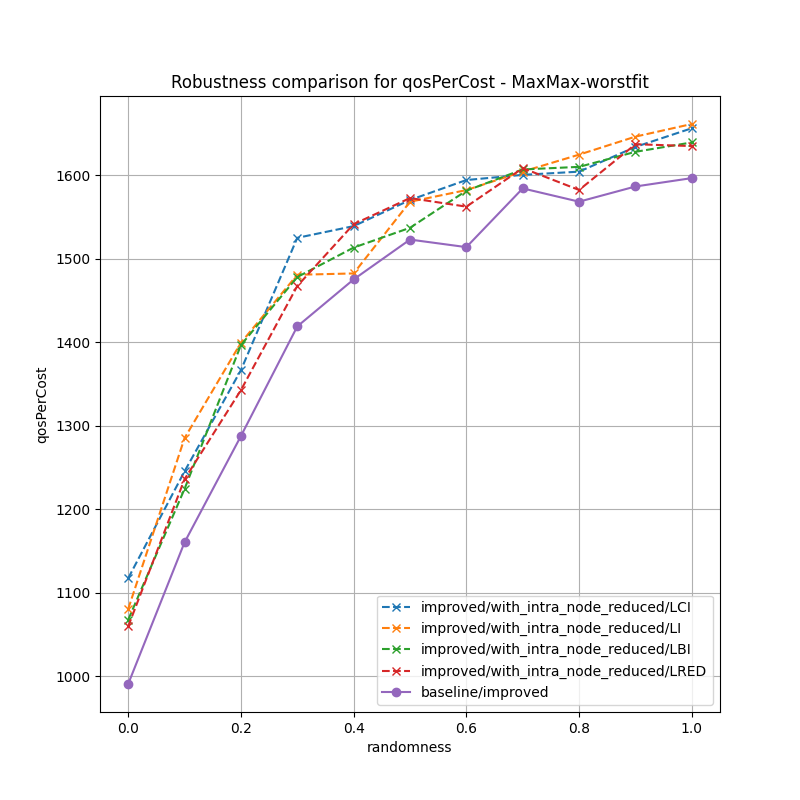 Robustness comparison for qosPerCost - MaxMax-worstfit
qosPerCost
1600
1500
1400
1300
1200
1100
1000
0.0 0.2 0.4 0.6 0.8 1.0
randomness
improved/with_intra_node_reduced/LCI
improved/with_intra_node_reduced/LI
improved/with_intra_node_reduced/LBI
improved/with_intra_node_reduced/LRED
baseline/improved